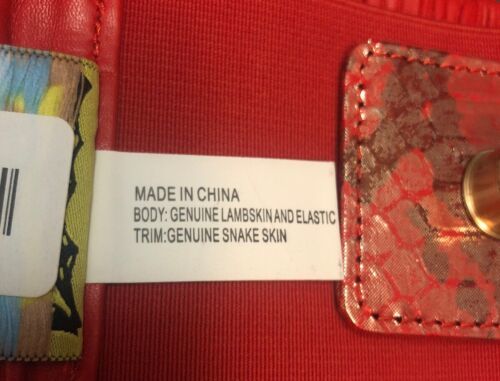 MADE IN CHINA
BODY: GENUINE LAMBSKIN AND ELASTIC
TRIM:GENUINE SNAKE SKIN